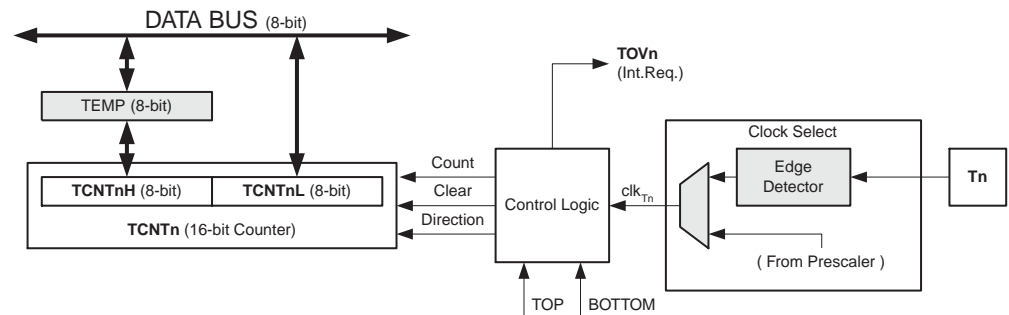 DATA BUS (8-bit)
TOVn
(Int.Req.)
TEMP (8-bit)
Clock Select
Count
Edge
Detector
TCNTnH (8-bit) TCNTnL (8-bit)
Clear
Control Logic
clkTn
Tn
TCNTn (16-bit Counter)
Direction
( From Prescaler )
TOP
BOTTOM